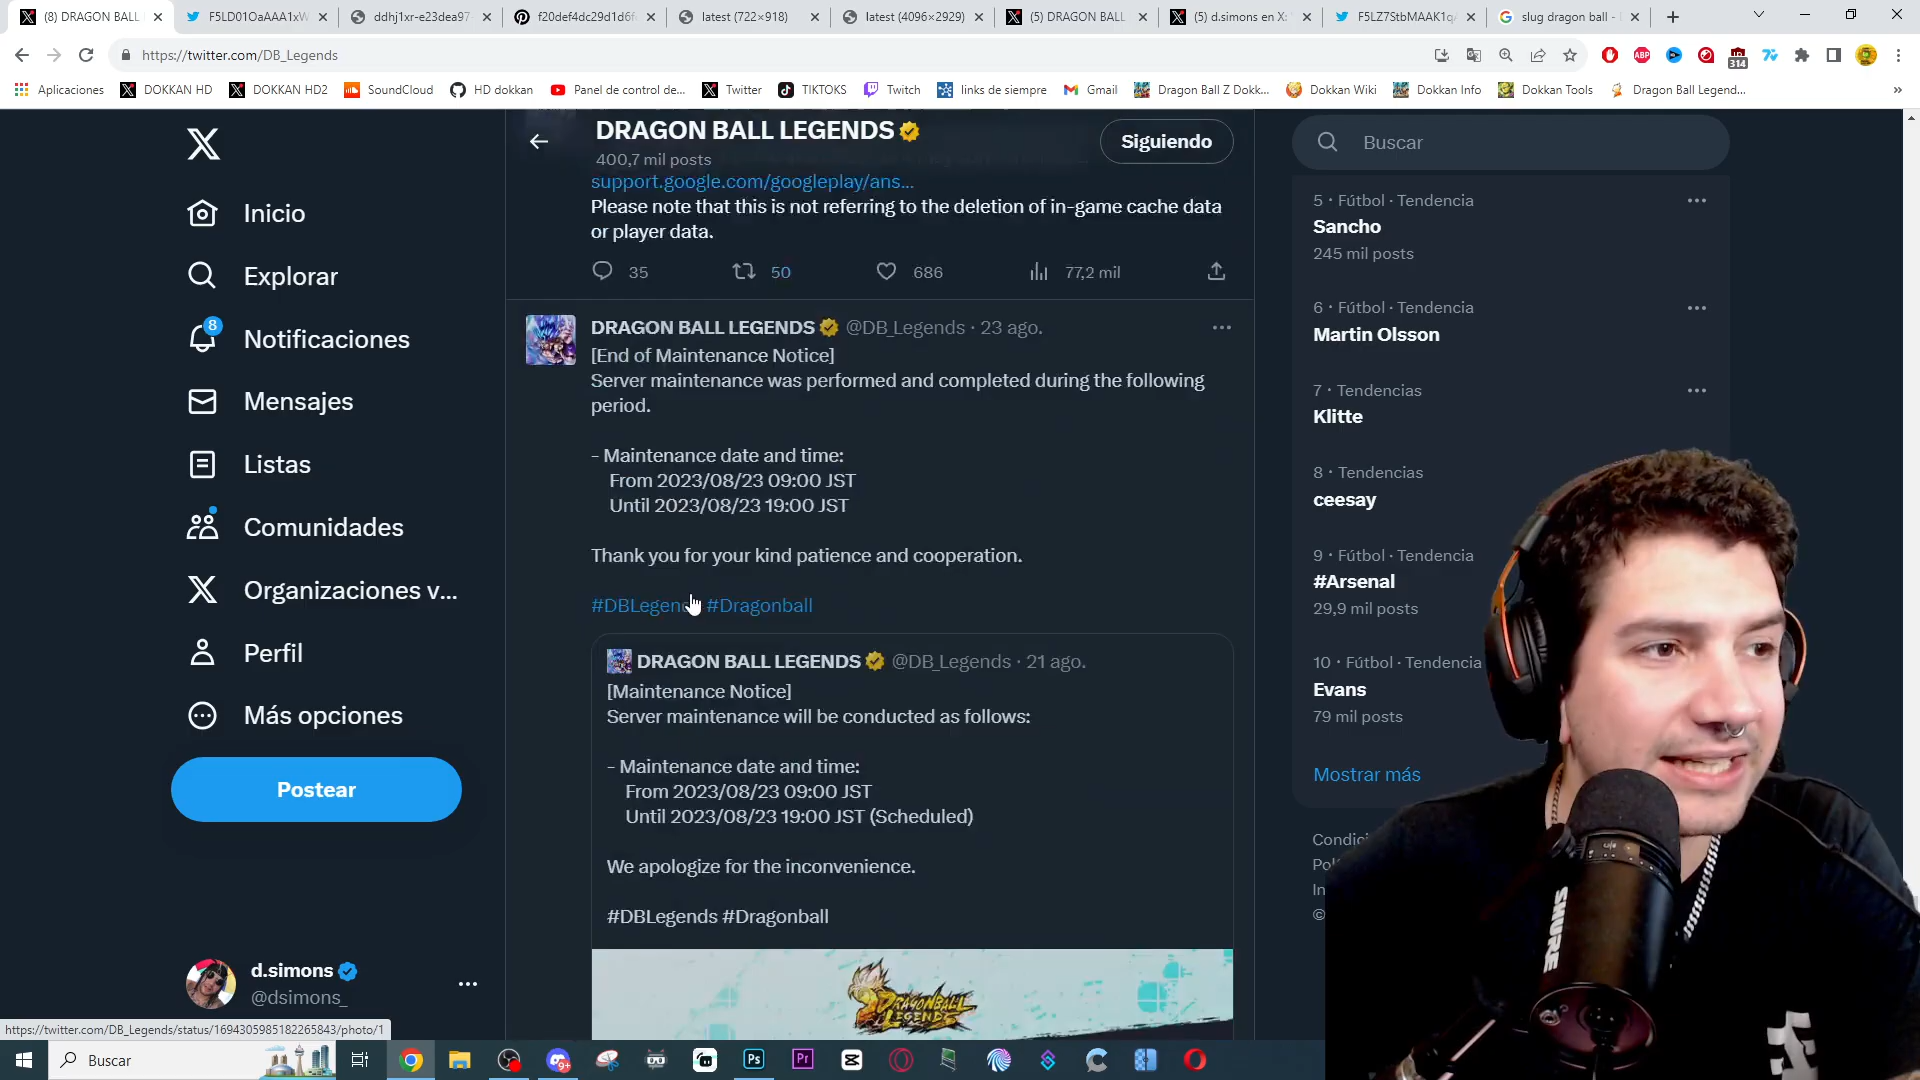 (8) DRAGON BALL
F5LD01OaAAA1xW
ddhj1xr-e23dea97
f20def4dc29d1d6f
latest (722×918)
latest (4096×2929)
(5) DRAGON BALL
(5) d.simons en X:
F5LZ7StbMAAK1q
slug dragon ball -
https://twitter.com/DB_Legends
314
Aplicaciones
DOKKAN HD
DOKKAN HD2
SoundCloud
HD dokkan
Panel de control de...
Twitter
TIKTOKS
Twitch
links de siempre
Gmail
Dragon Ball Z Dokk...
Dokkan Wiki
Dokkan Info
Dokkan Tools
Dragon Ball Legend...
Inicio
Explorar
8
Notificaciones
Mensajes
Listas
Comunidades
Organizaciones v...
Perfil
Más opciones
Postear
d.simons
@dsimons_
DRAGON BALL LEGENDS
400,7 mil posts
Siguiendo
support.google.com/googleplay/ans...
Please note that this is not referring to the deletion of in-game cache data
or player data.
35
50
686
77,2 mil
DRAGON BALL LEGENDS @DB_Legends · 23 ago.
[End of Maintenance Notice]
Server maintenance was performed and completed during the following
period.
- Maintenance date and time:
From 2023/08/23 09:00 JST
Until 2023/08/23 19:00 JST
Thank you for your kind patience and cooperation.
#DBLegen #Dragonball
DRAGON BALL LEGENDS @DB_Legends · 21 ago.
[Maintenance Notice]
Server maintenance will be conducted as follows:
- Maintenance date and time:
From 2023/08/23 09:00 JST
Until 2023/08/23 19:00 JST (Scheduled)
We apologize for the inconvenience.
#DBLegends #Dragonball
DRAGONBALL
LEGENDS
Buscar
5 · Fútbol · Tendencia
Sancho
245 mil posts
6 · Fútbol · Tendencia
Martin Olsson
7 · Tendencias
Klitte
8 · Tendencias
ceesay
9 · Fútbol · Tendencia
#Arsenal
29,9 mil posts
10 · Fútbol · Tendencia
Evans
79 mil posts
Mostrar más
Condici
Pol
In
©
SHURE
https://twitter.com/DB_Legends/status/1694305985182265843/photo/1
Buscar
9+
Ps
Pr